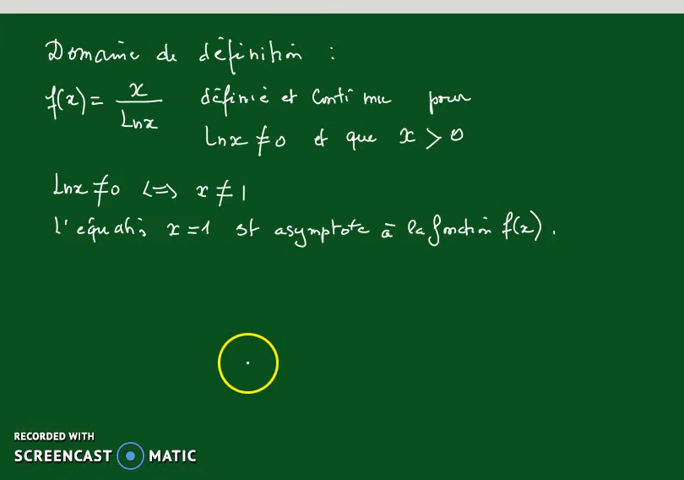 Domaine de définition :
f(x) = x / Lnx définie et continue pour
Lnx ≠ 0 et que x > 0
Lnx ≠ 0 <=> x ≠ 1
l'équation x = 1 est asymptote à la fonction f(x).
RECORDED WITH
SCREENCAST MATIC